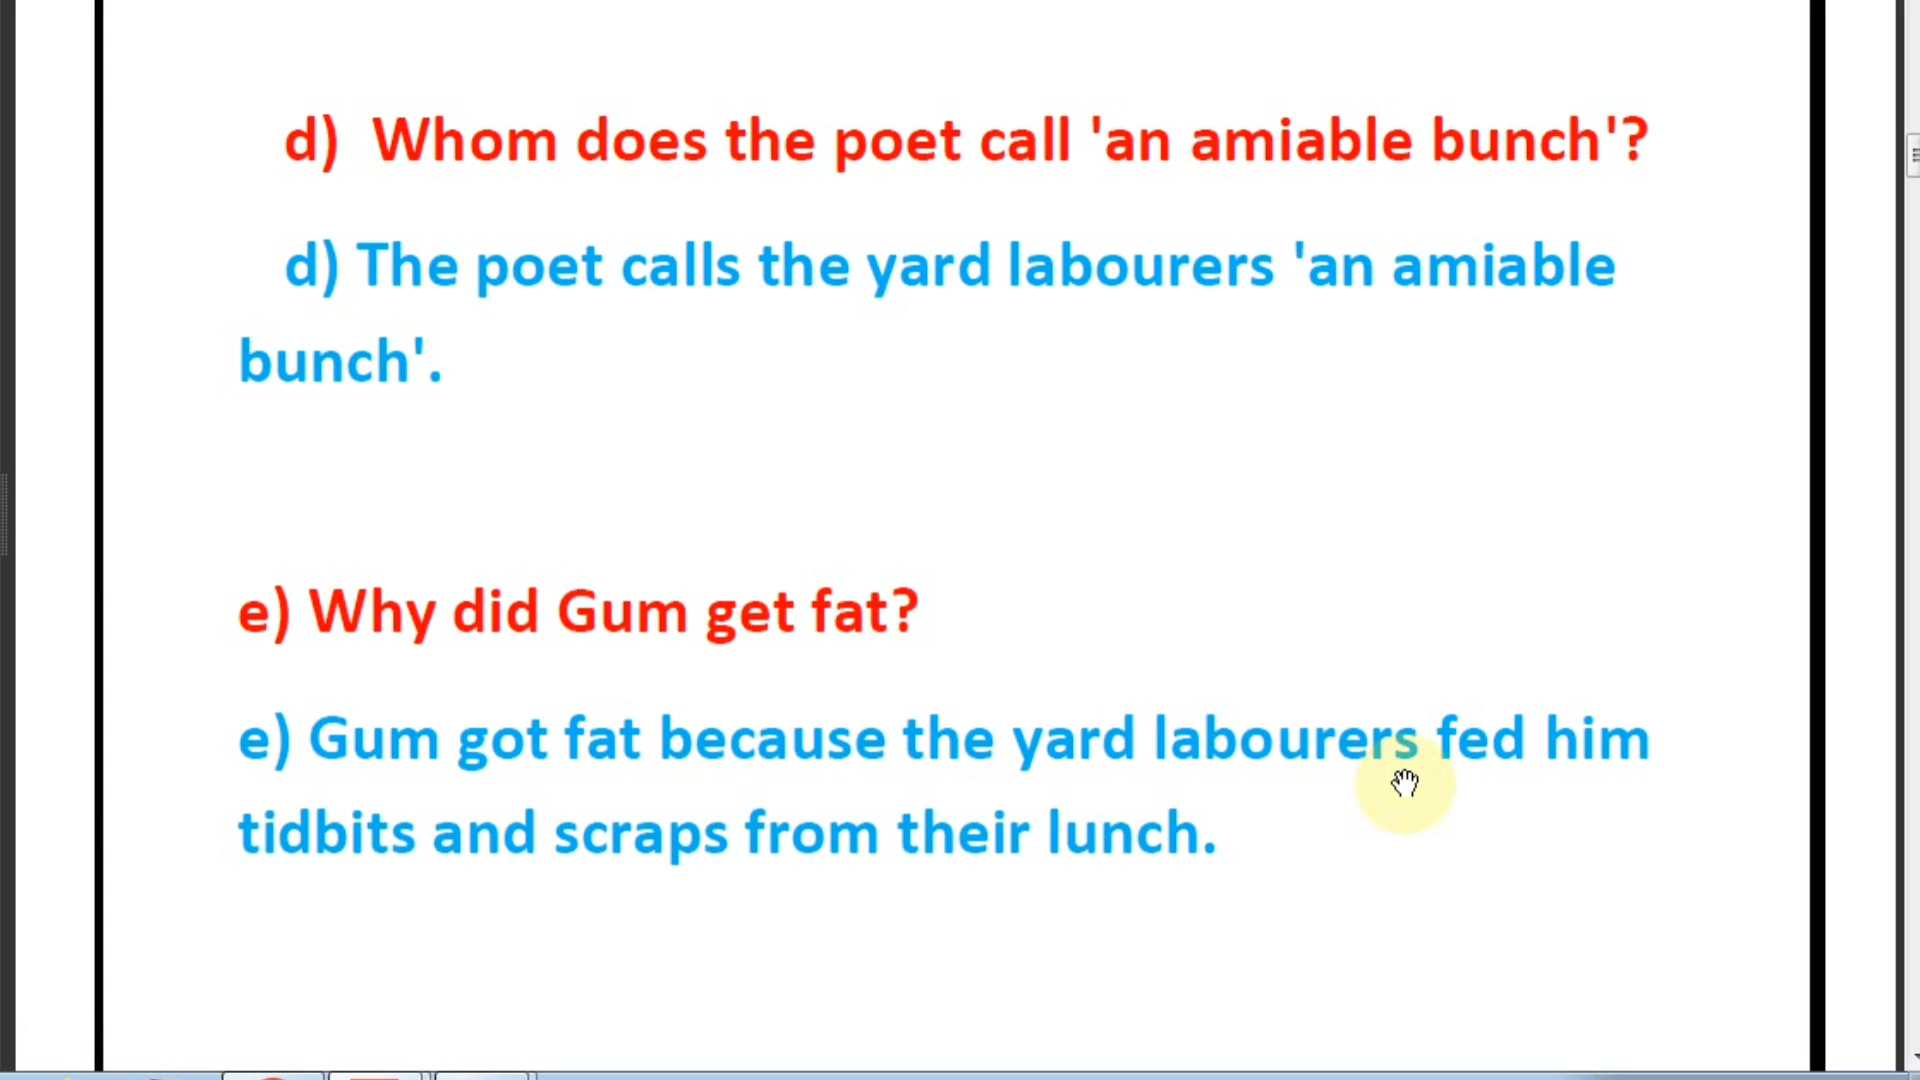 d) Whom does the poet call 'an amiable bunch'?
d) The poet calls the yard labourers 'an amiable
bunch'.
e) Why did Gum get fat?
e) Gum got fat because the yard labourers fed him
tidbits and scraps from their lunch.